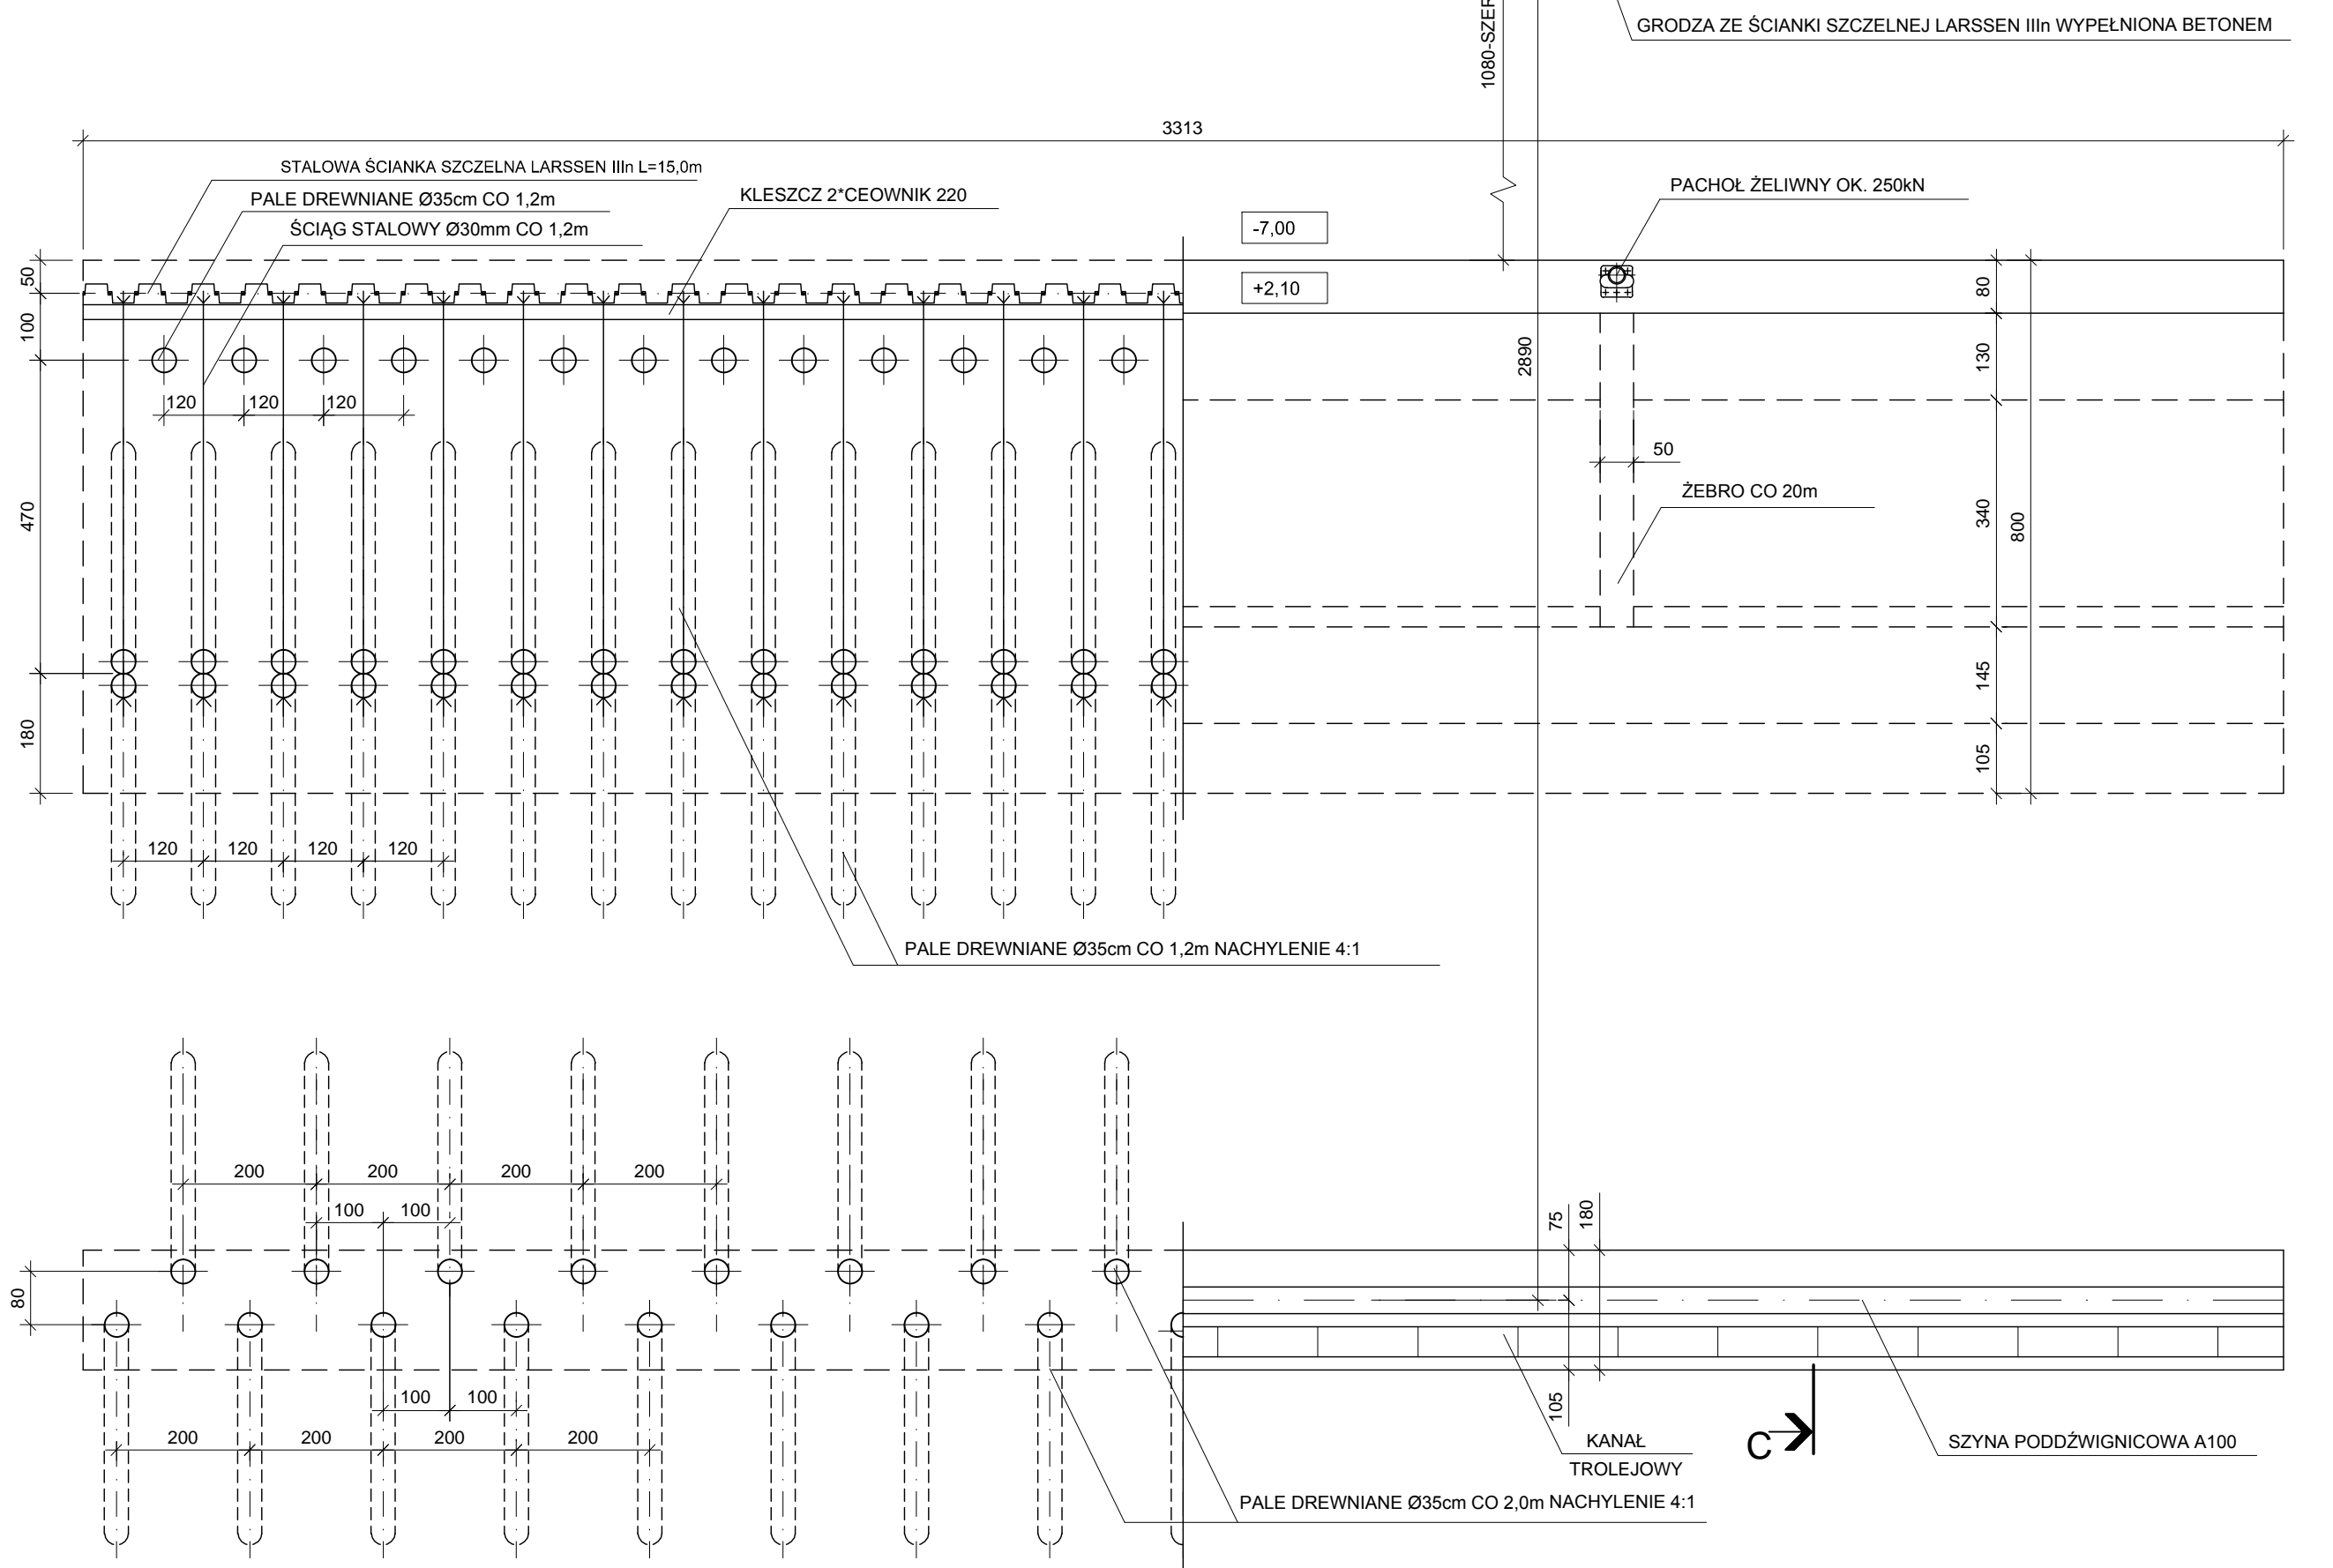 1080-SZER
GRODZA ZE ŚCIANKI SZCZELNEJ LARSSEN IIIn WYPEŁNIONA BETONEM
3313
STALOWA ŚCIANKA SZCZELNA LARSSEN IIIn L=15,0m
PALE DREWNIANE Ø35cm CO 1,2m
ŚCIĄG STALOWY Ø30mm CO 1,2m
KLESZCZ 2*CEOWNIK 220
PACHOŁ ŻELIWNY OK. 250kN
-7,00
+2,10
50
100
470
180
120
120
120
2890
80
130
340
800
145
105
50
ŻEBRO CO 20m
120
120
120
120
PALE DREWNIANE Ø35cm CO 1,2m NACHYLENIE 4:1
200
200
200
200
100
100
80
75
180
105
100
100
200
200
200
200
KANAŁ
TROLEJOWY
C
SZYNA PODDŹWIGNICOWA A100
PALE DREWNIANE Ø35cm CO 2,0m NACHYLENIE 4:1